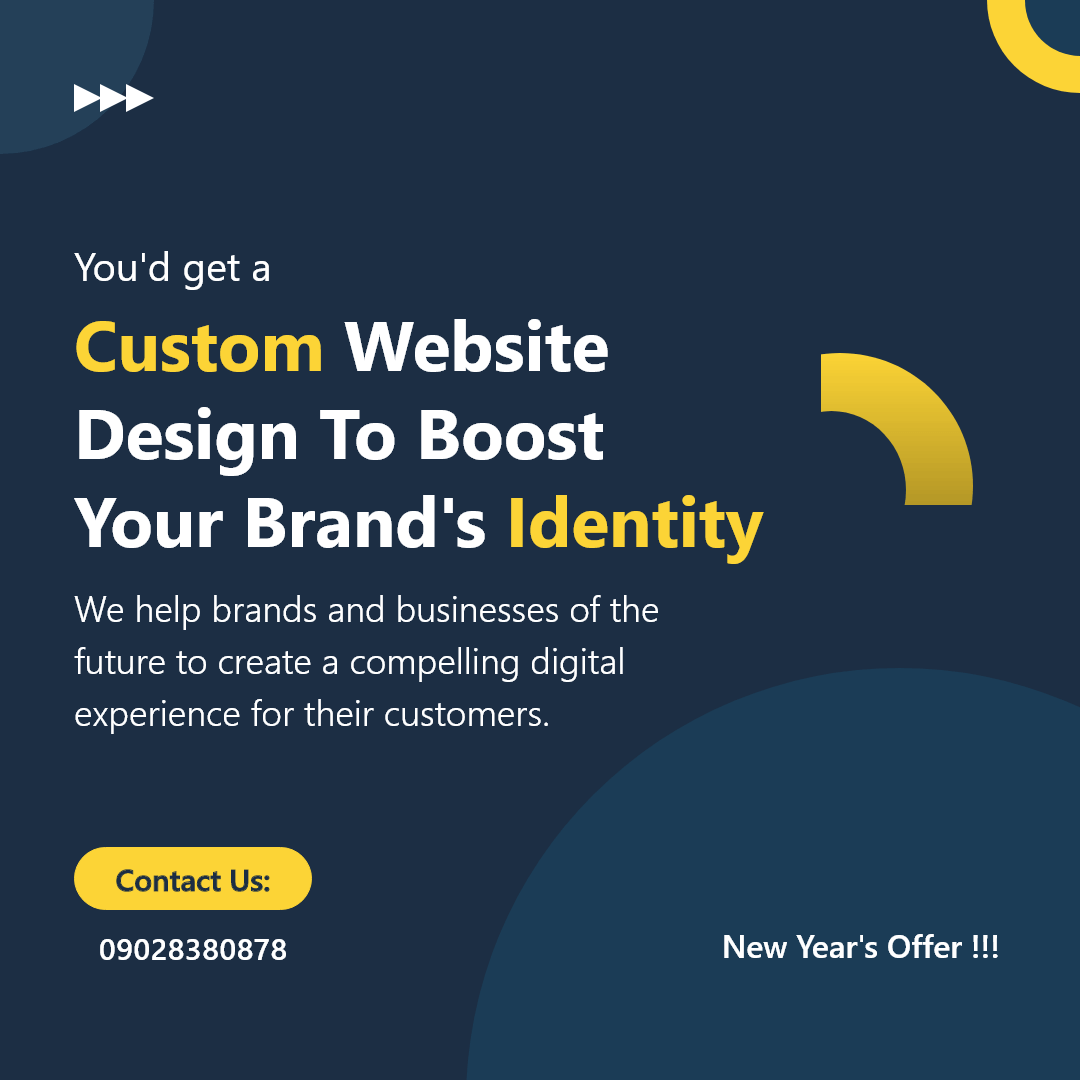 You'd get a
Custom Website
Design To Boost
Your Brand's Identity
We help brands and businesses of the
future to create a compelling digital
experience for their customers.
Contact Us:
09028380878
New Year's Offer !!!